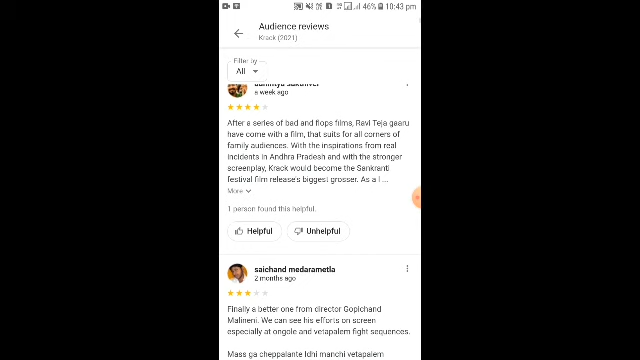 46% 10:43 pm
Audience reviews
Krack (2021)
Filter by
All
a week ago
After a series of bad and flops films, Ravi Teja gaaru
have come with a film, that suits for all corners of
family audiences. With the inspirations from real
incidents in Andhra Pradesh and with the stronger
screenplay, Krack would become the Sankranti
festival film release's biggest grosser. As a l ...
More
1 person found this helpful.
Helpful Unhelpful
saichand medarametla
2 months ago
Finally a better one from director Gopichand
Malineni. We can see his efforts on screen
especially at ongole and vetapalem fight sequences.
Mass ga cheppalante Idhi manchi vetapalem